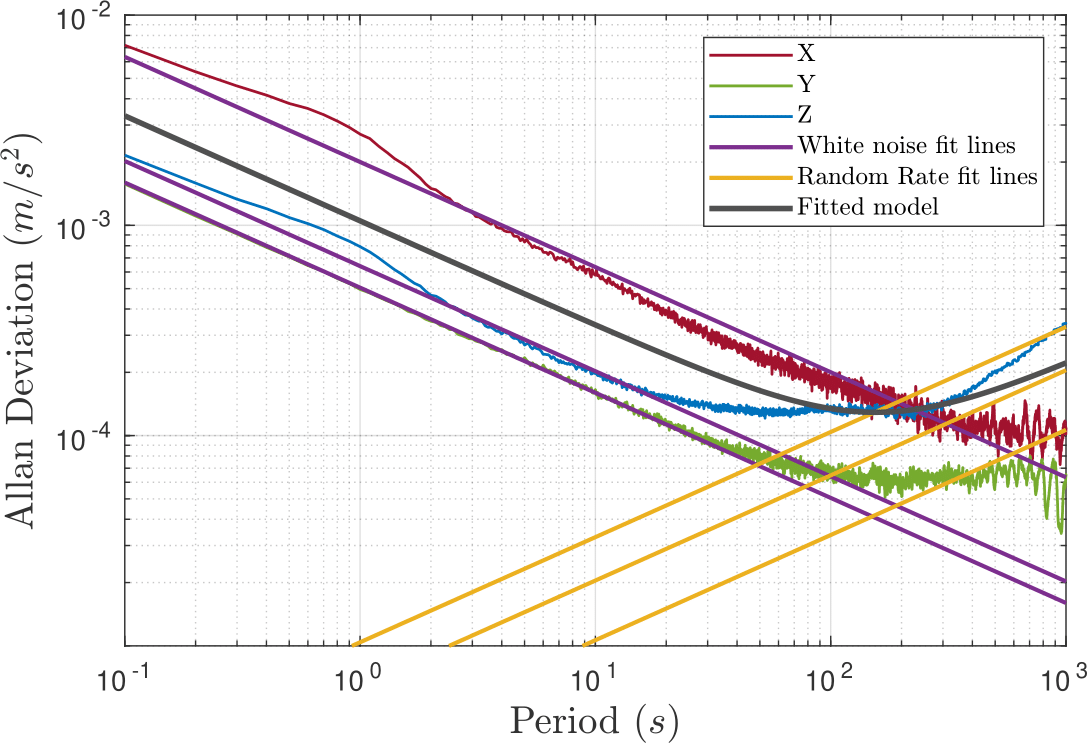 10^-2
10^-3
10^-4
Allan Deviation (m/s^2)
X
Y
Z
White noise fit lines
Random Rate fit lines
Fitted model
10^-1 10^0 10^1 10^2 10^3
Period (s)